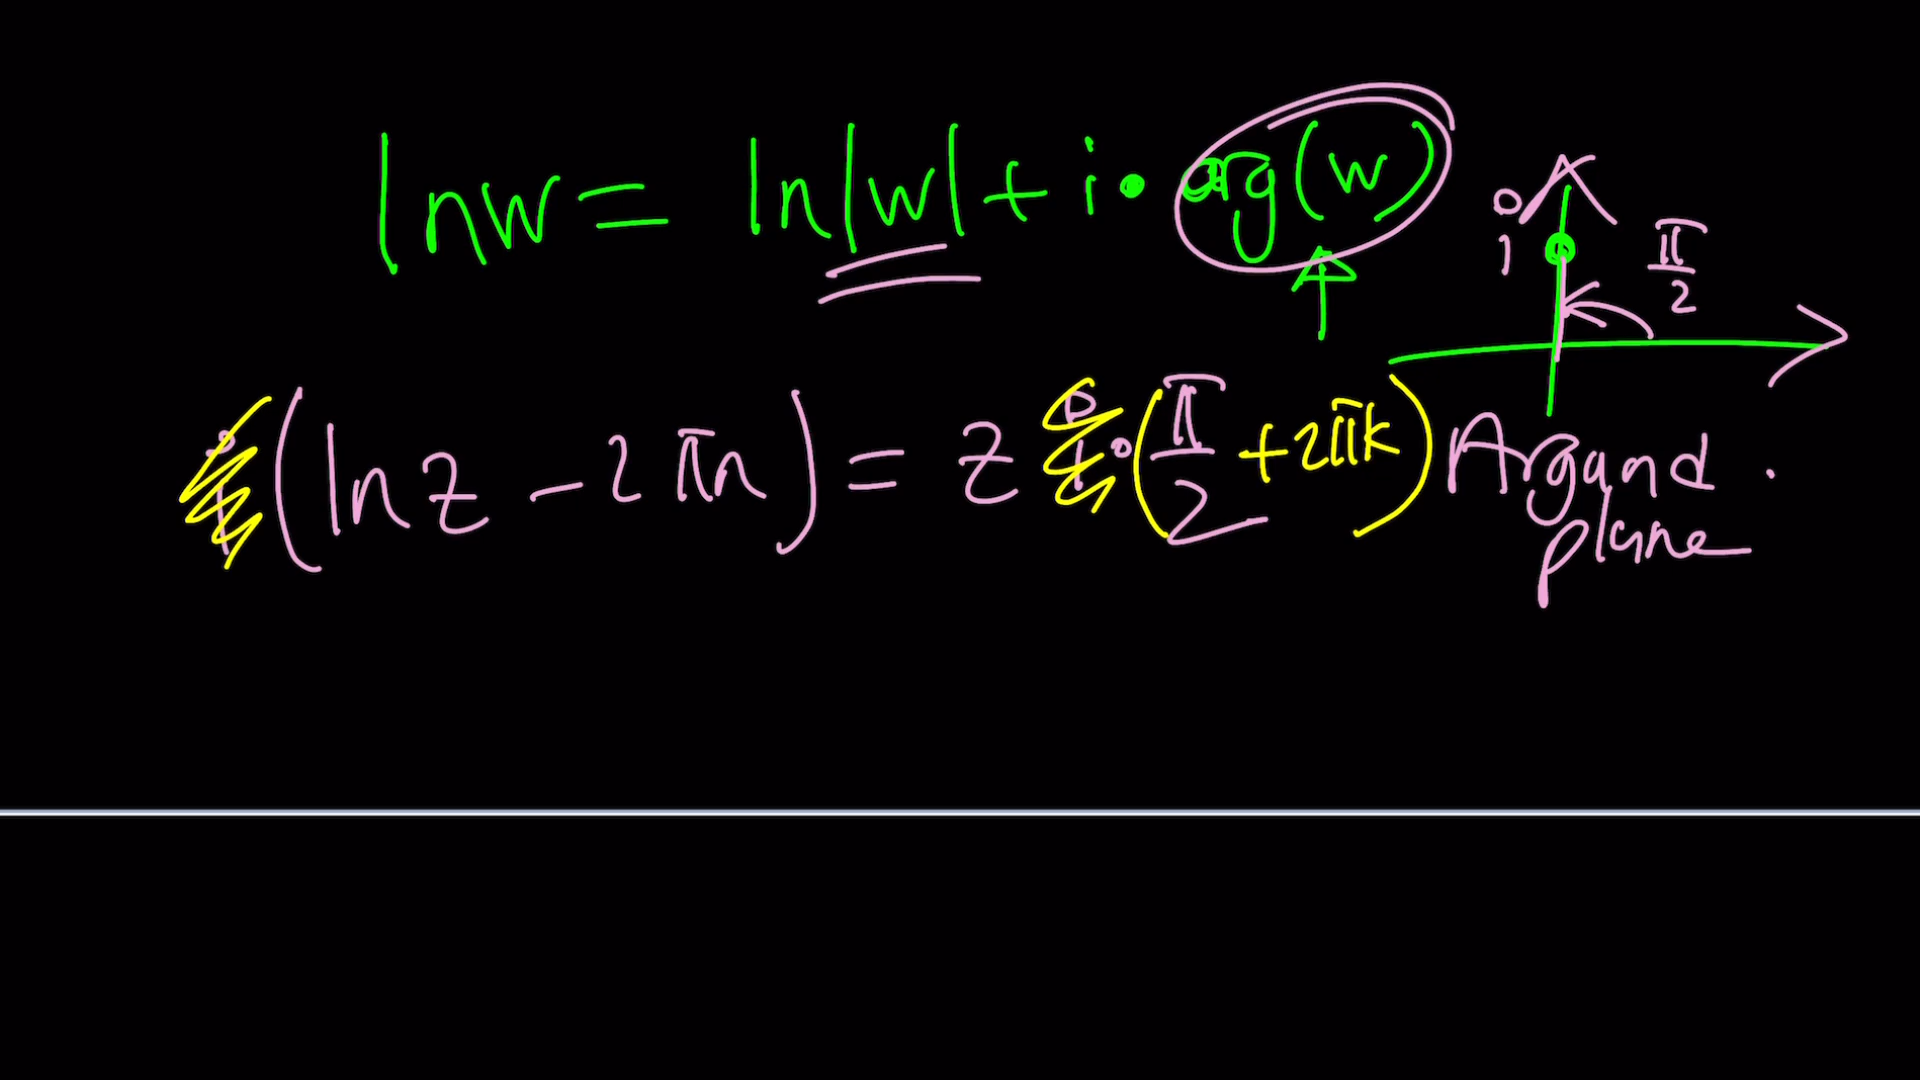 ln w = ln|w| + i • arg(w)
i
π/2
i(ln z − 2πn) = z i•(π/2 + 2πk)
Argand
plane